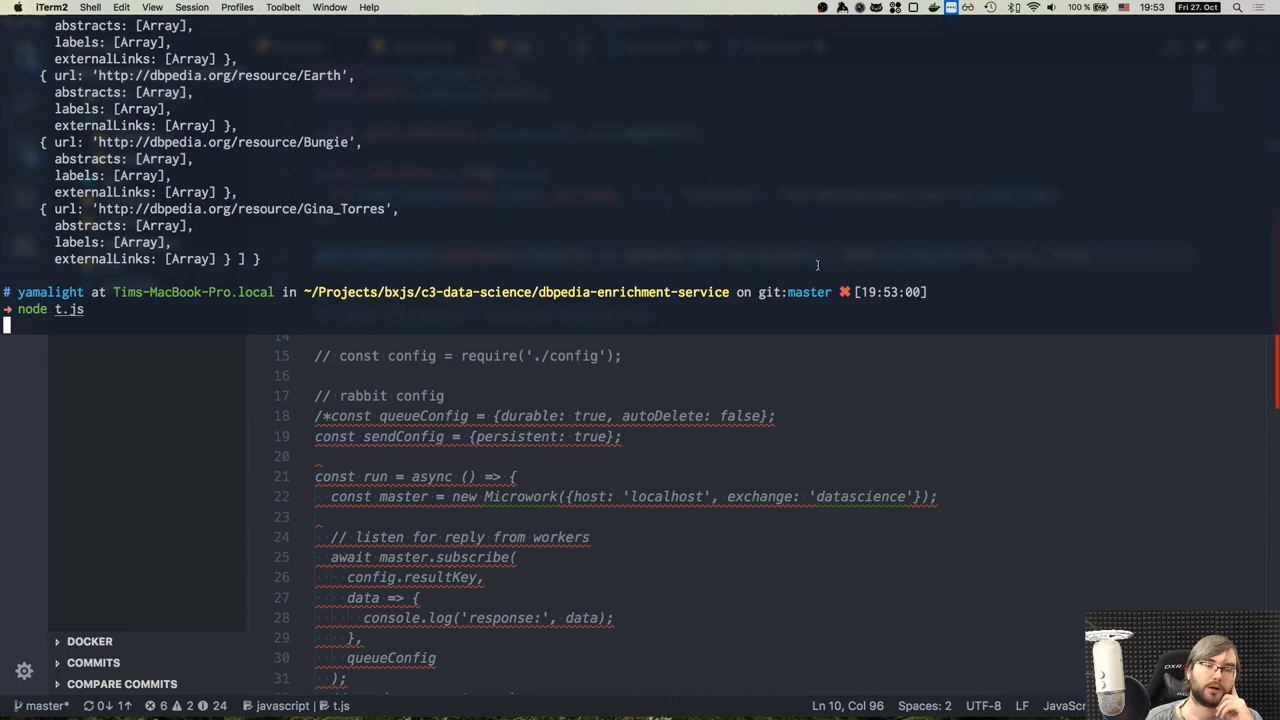 iTerm2 Shell Edit View Session Profiles Toolbelt Window Help 100 % 19:53 Fri 27. Oct
abstracts: [Array],
labels: [Array],
externalLinks: [Array] },
{ url: 'http://dbpedia.org/resource/Earth',
abstracts: [Array],
labels: [Array],
externalLinks: [Array] },
{ url: 'http://dbpedia.org/resource/Bungie',
abstracts: [Array],
labels: [Array],
externalLinks: [Array] },
{ url: 'http://dbpedia.org/resource/Gina_Torres',
abstracts: [Array],
labels: [Array],
externalLinks: [Array] } ] }
# yamalight at Tims-MacBook-Pro.local in ~/Projects/bxjs/c3-data-science/dbpedia-enrichment-service on git:master ✖ [19:53:00]
→ node t.js
14
15 // const config = require('./config');
16
17 // rabbit config
18 /*const queueConfig = {durable: true, autoDelete: false};
19 const sendConfig = {persistent: true};
20
21 const run = async () => {
22 const master = new Microwork({host: 'localhost', exchange: 'datascience'});
23
24 // listen for reply from workers
25 await master.subscribe(
26 config.resultKey,
27 data => {
28 console.log('response:', data);
29 },
30 queueConfig
31 );
DOCKER
COMMITS
COMPARE COMMITS
master* 0↓ 1↑ 6 2 24 javascript | t.js Ln 10, Col 96 Spaces: 2 UTF-8 LF JavaScr
DXR